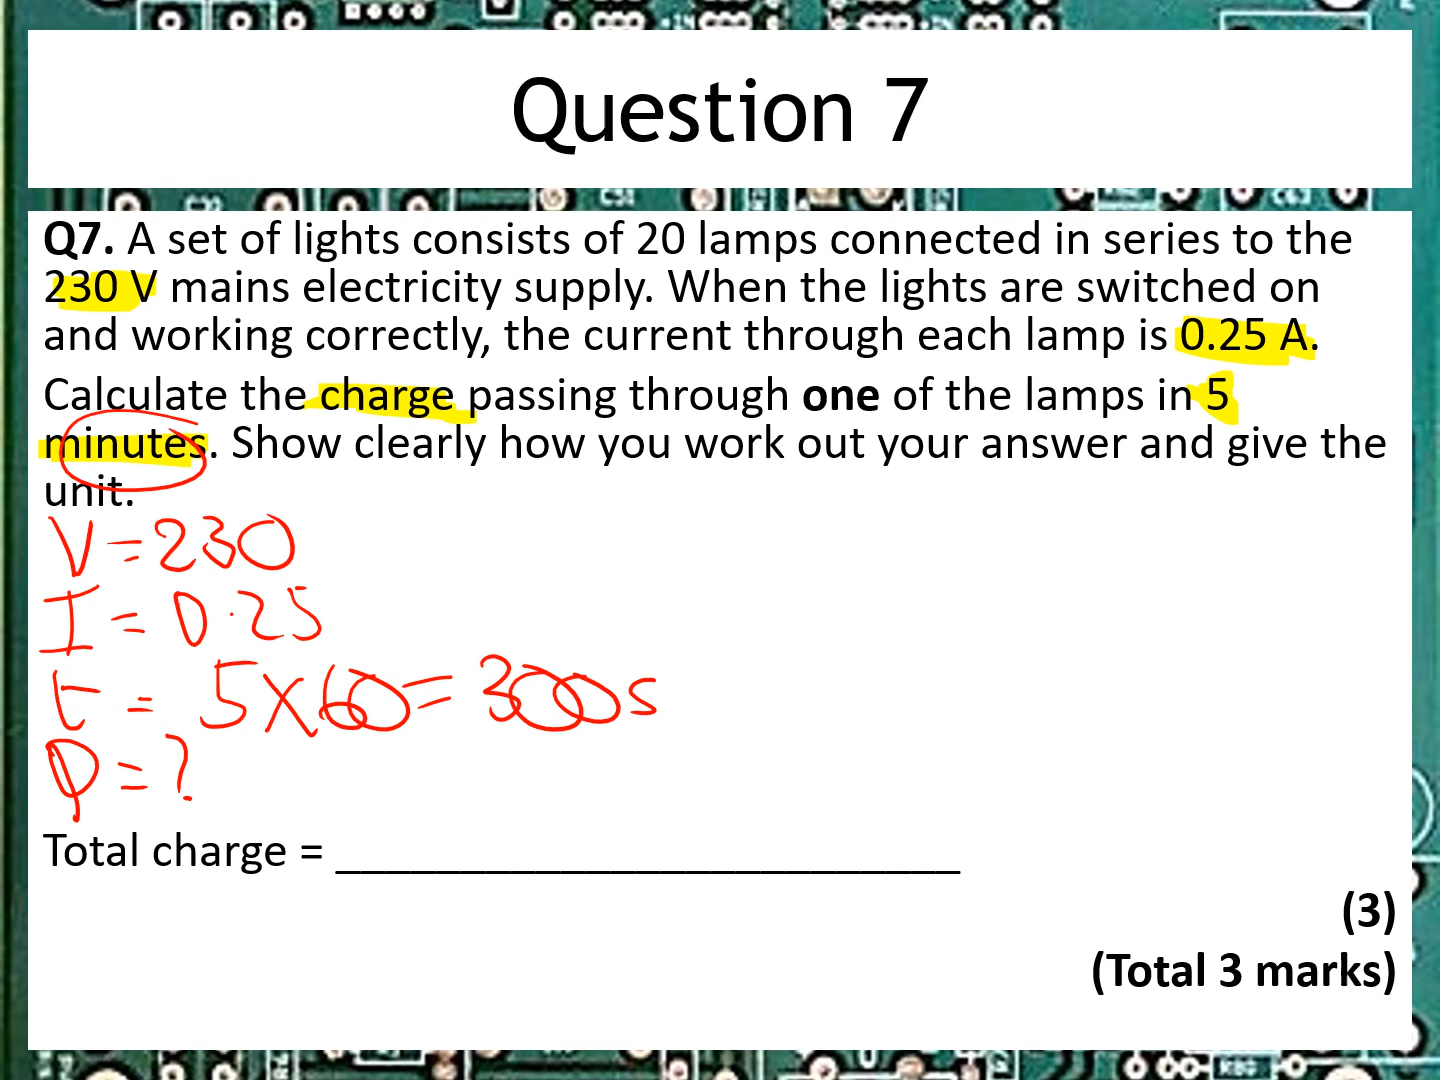 Question 7
Q7. A set of lights consists of 20 lamps connected in series to the
230 V mains electricity supply. When the lights are switched on
and working correctly, the current through each lamp is 0.25 A.
Calculate the charge passing through one of the lamps in 5
minutes. Show clearly how you work out your answer and give the
unit.
V = 230
I = 0.25
t = 5 x 60 = 300s
Q = ?
Total charge = _________________________
(3)
(Total 3 marks)